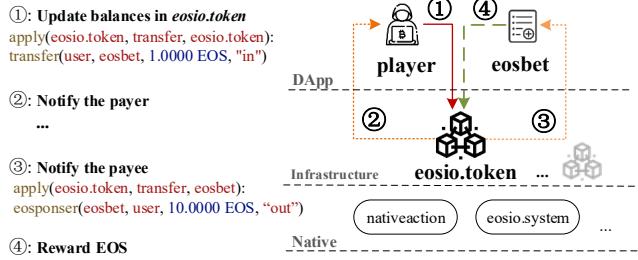 ①: Update balances in eosio.token
apply(eosio.token, transfer, eosio.token):
transfer(user, eosbet, 1.0000 EOS, "in")
②: Notify the payer
...
③: Notify the payee
apply(eosio.token, transfer, eosbet):
eosponser(eosbet, user, 10.0000 EOS, “out”)
④: Reward EOS
① ④
player eosbet
DApp
② ③
eosio.token ...
Infrastructure
nativeaction eosio.system ...
Native